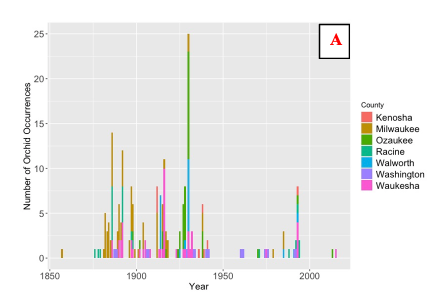 A
25
20
15
10
5
0
Number of Orchid Occurrences
1850
1900
1950
2000
Year
County
Kenosha
Milwaukee
Ozaukee
Racine
Walworth
Washington
Waukesha